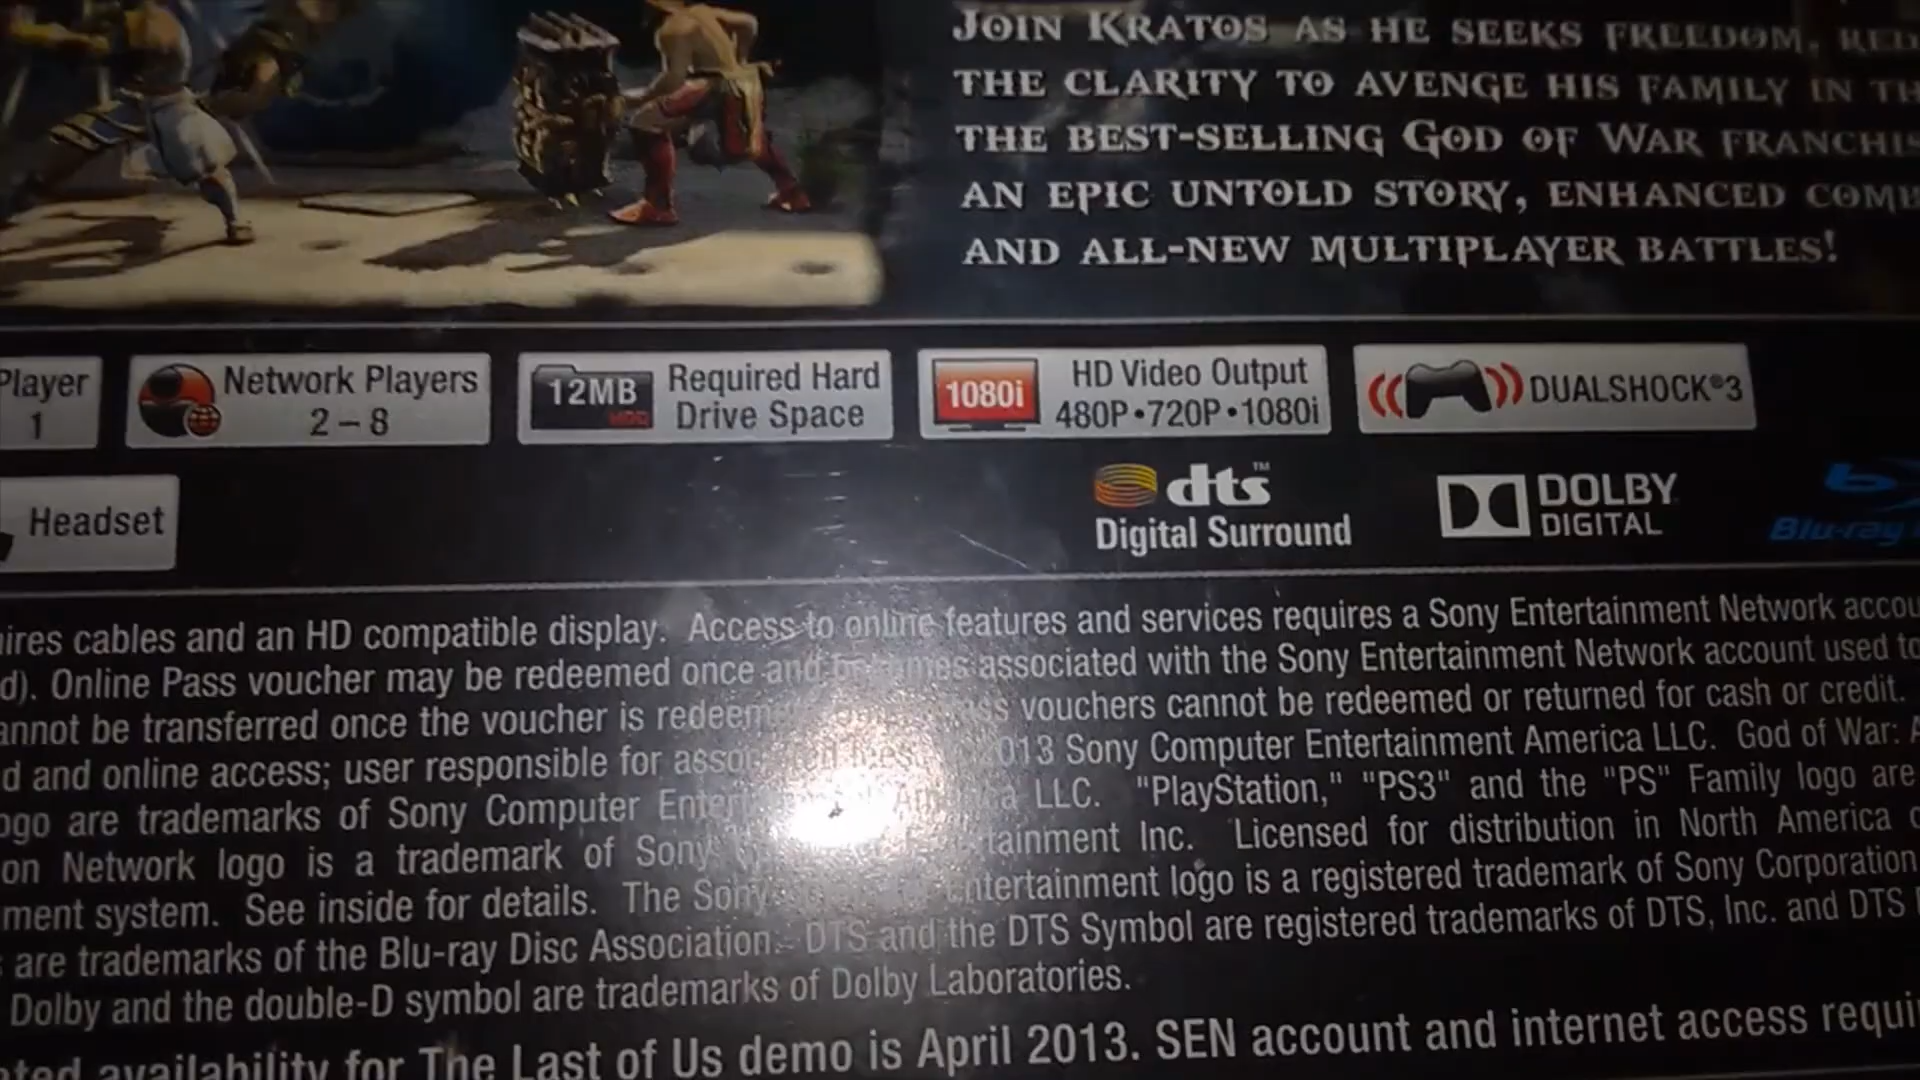 JOIN KRATOS AS HE SEEKS FREEDOM,
THE CLARITY TO AVENGE HIS FAMILY IN
THE BEST-SELLING GOD OF WAR
AN EPIC UNTOLD STORY, ENHANCED
AND ALL-NEW MULTIPLAYER BATTLES!
Player
1
Network Players
2 – 8
12MB
HDD
Required Hard
Drive Space
1080i
HD Video Output
480P•720P•1080i
DUALSHOCK®3
Headset
dts™
Digital Surround
DOLBY
DIGITAL
Blu-ray
cables and an HD compatible display. Access to online features and services requires a Sony Entertainment Network
Online Pass voucher may be redeemed once and associated with the Sony Entertainment Network account used to
be transferred once the voucher is vouchers cannot be redeemed or returned for cash or credit.
and online access; user responsible for 2013 Sony Computer Entertainment America LLC. God of War:
are trademarks of Sony Computer LLC. "PlayStation," "PS3" and the "PS" Family logo are
Network logo is a trademark of Sony Inc. Licensed for distribution in North America
system. See inside for details. The Sony Entertainment logo is a registered trademark of Sony Corporation
are trademarks of the Blu-ray Disc Association. DTS and the DTS Symbol are registered trademarks of DTS, Inc. and DTS
Dolby and the double-D symbol are trademarks of Dolby Laboratories.
availability for The Last of Us demo is April 2013. SEN account and internet access